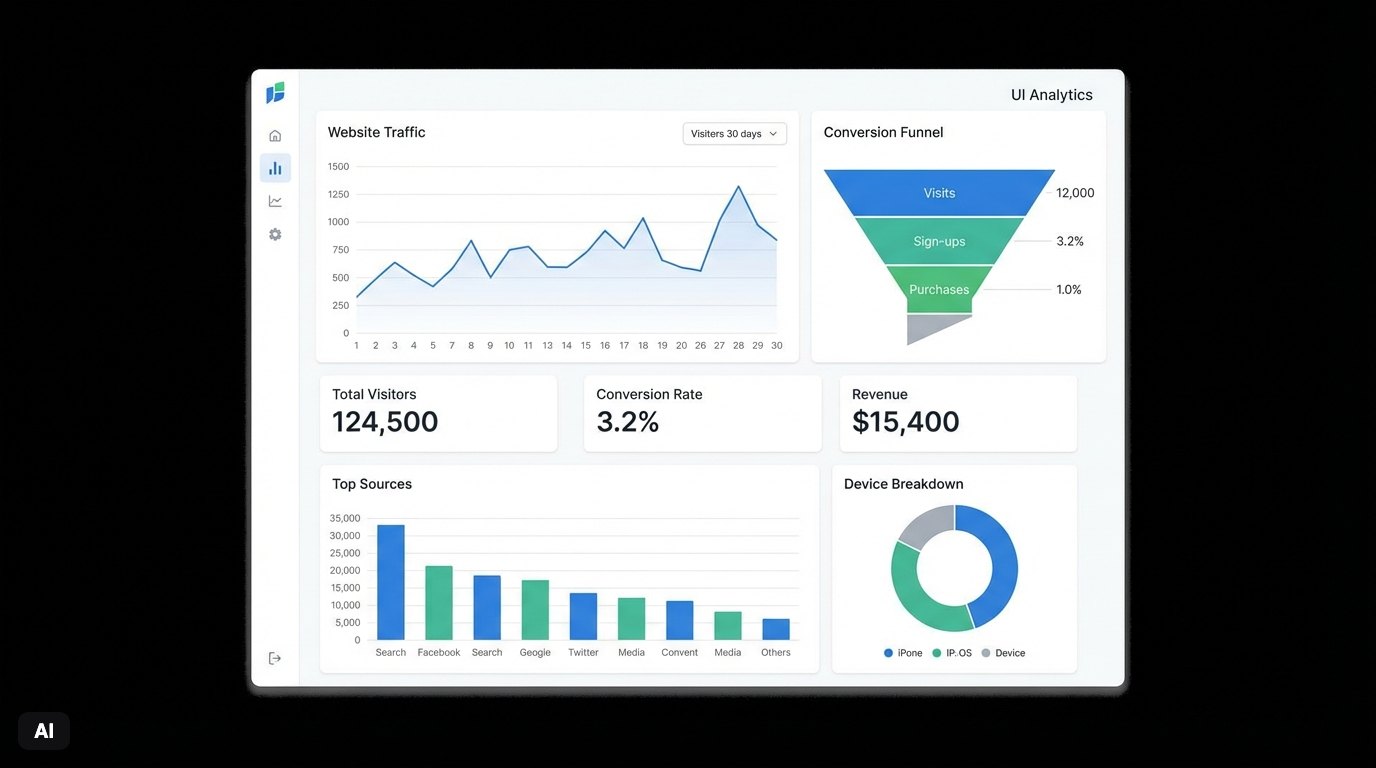 UI Analytics
Website Traffic
Visiters 30 days
1500
1250
1000
750
500
250
0
1 2 3 4 5 7 8 9 10 11 13 14 15 16 17 18 19 20 26 27 28 29 30
Conversion Funnel
Visits 12,000
Sign-ups 3.2%
Purchases 1.0%
Total Visitors
124,500
Conversion Rate
3.2%
Revenue
$15,400
Top Sources
35,000
30,000
25,000
20,000
15,000
10,000
5,000
0
Search Facebook Search Geogie Twitter Media Convent Media Others
Device Breakdown
iPone IP.OS Device
AI